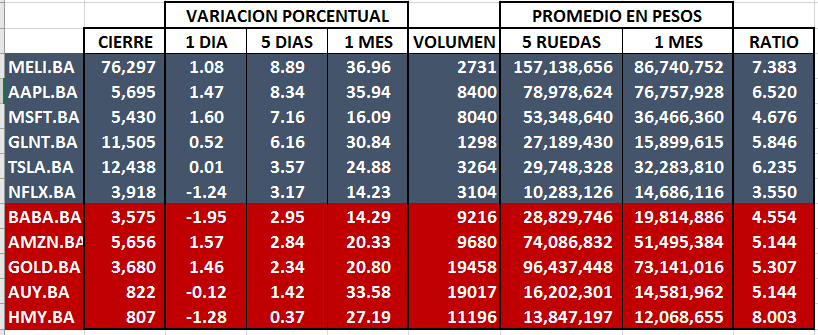 VARIACION PORCENTUAL PROMEDIO EN PESOS
CIERRE 1 DIA 5 DIAS 1 MES VOLUMEN 5 RUEDAS 1 MES RATIO
MELI.BA 76,297 1.08 8.89 36.96 2731 157,138,656 86,740,752 7.383
AAPL.BA 5,695 1.47 8.34 35.94 8400 78,978,624 76,757,928 6.520
MSFT.BA 5,430 1.60 7.16 16.09 8040 53,348,640 36,466,360 4.676
GLNT.BA 11,505 0.52 6.16 30.84 1298 27,189,430 15,899,615 5.846
TSLA.BA 12,438 0.01 3.57 24.88 3264 29,748,328 32,283,810 6.235
NFLX.BA 3,918 -1.24 3.17 14.23 3104 10,283,126 14,686,116 3.550
BABA.BA 3,575 -1.95 2.95 14.29 9216 28,829,746 19,814,886 4.554
AMZN.BA 5,656 1.57 2.84 20.33 9680 74,086,832 51,495,384 5.144
GOLD.BA 3,680 1.46 2.34 20.80 19458 96,437,448 73,141,016 5.307
AUY.BA 822 -0.12 1.42 33.58 19017 16,202,301 14,581,962 5.144
HMY.BA 807 -1.28 0.37 27.19 11196 13,847,197 12,068,655 8.003